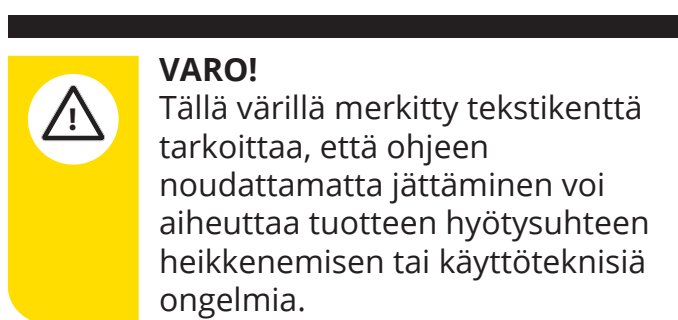 VARO!
Tällä värillä merkitty tekstikenttä
tarkoittaa, että ohjeen
noudattamatta jättäminen voi
aiheuttaa tuotteen hyötysuhteen
heikkenemisen tai käyttöteknisiä
ongelmia.